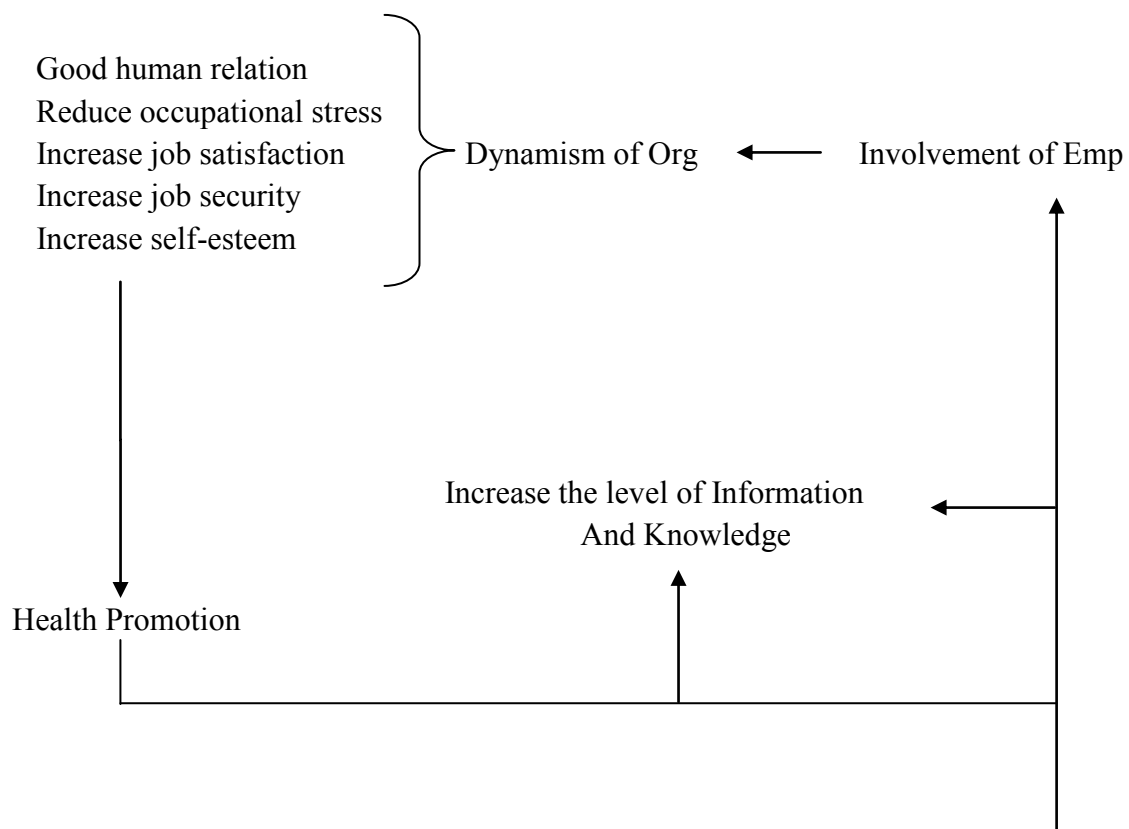 Good human relation
Reduce occupational stress
Increase job satisfaction
Increase job security
Increase self-esteem
Dynamism of Org
Involvement of Emp
Increase the level of Information
And Knowledge
Health Promotion